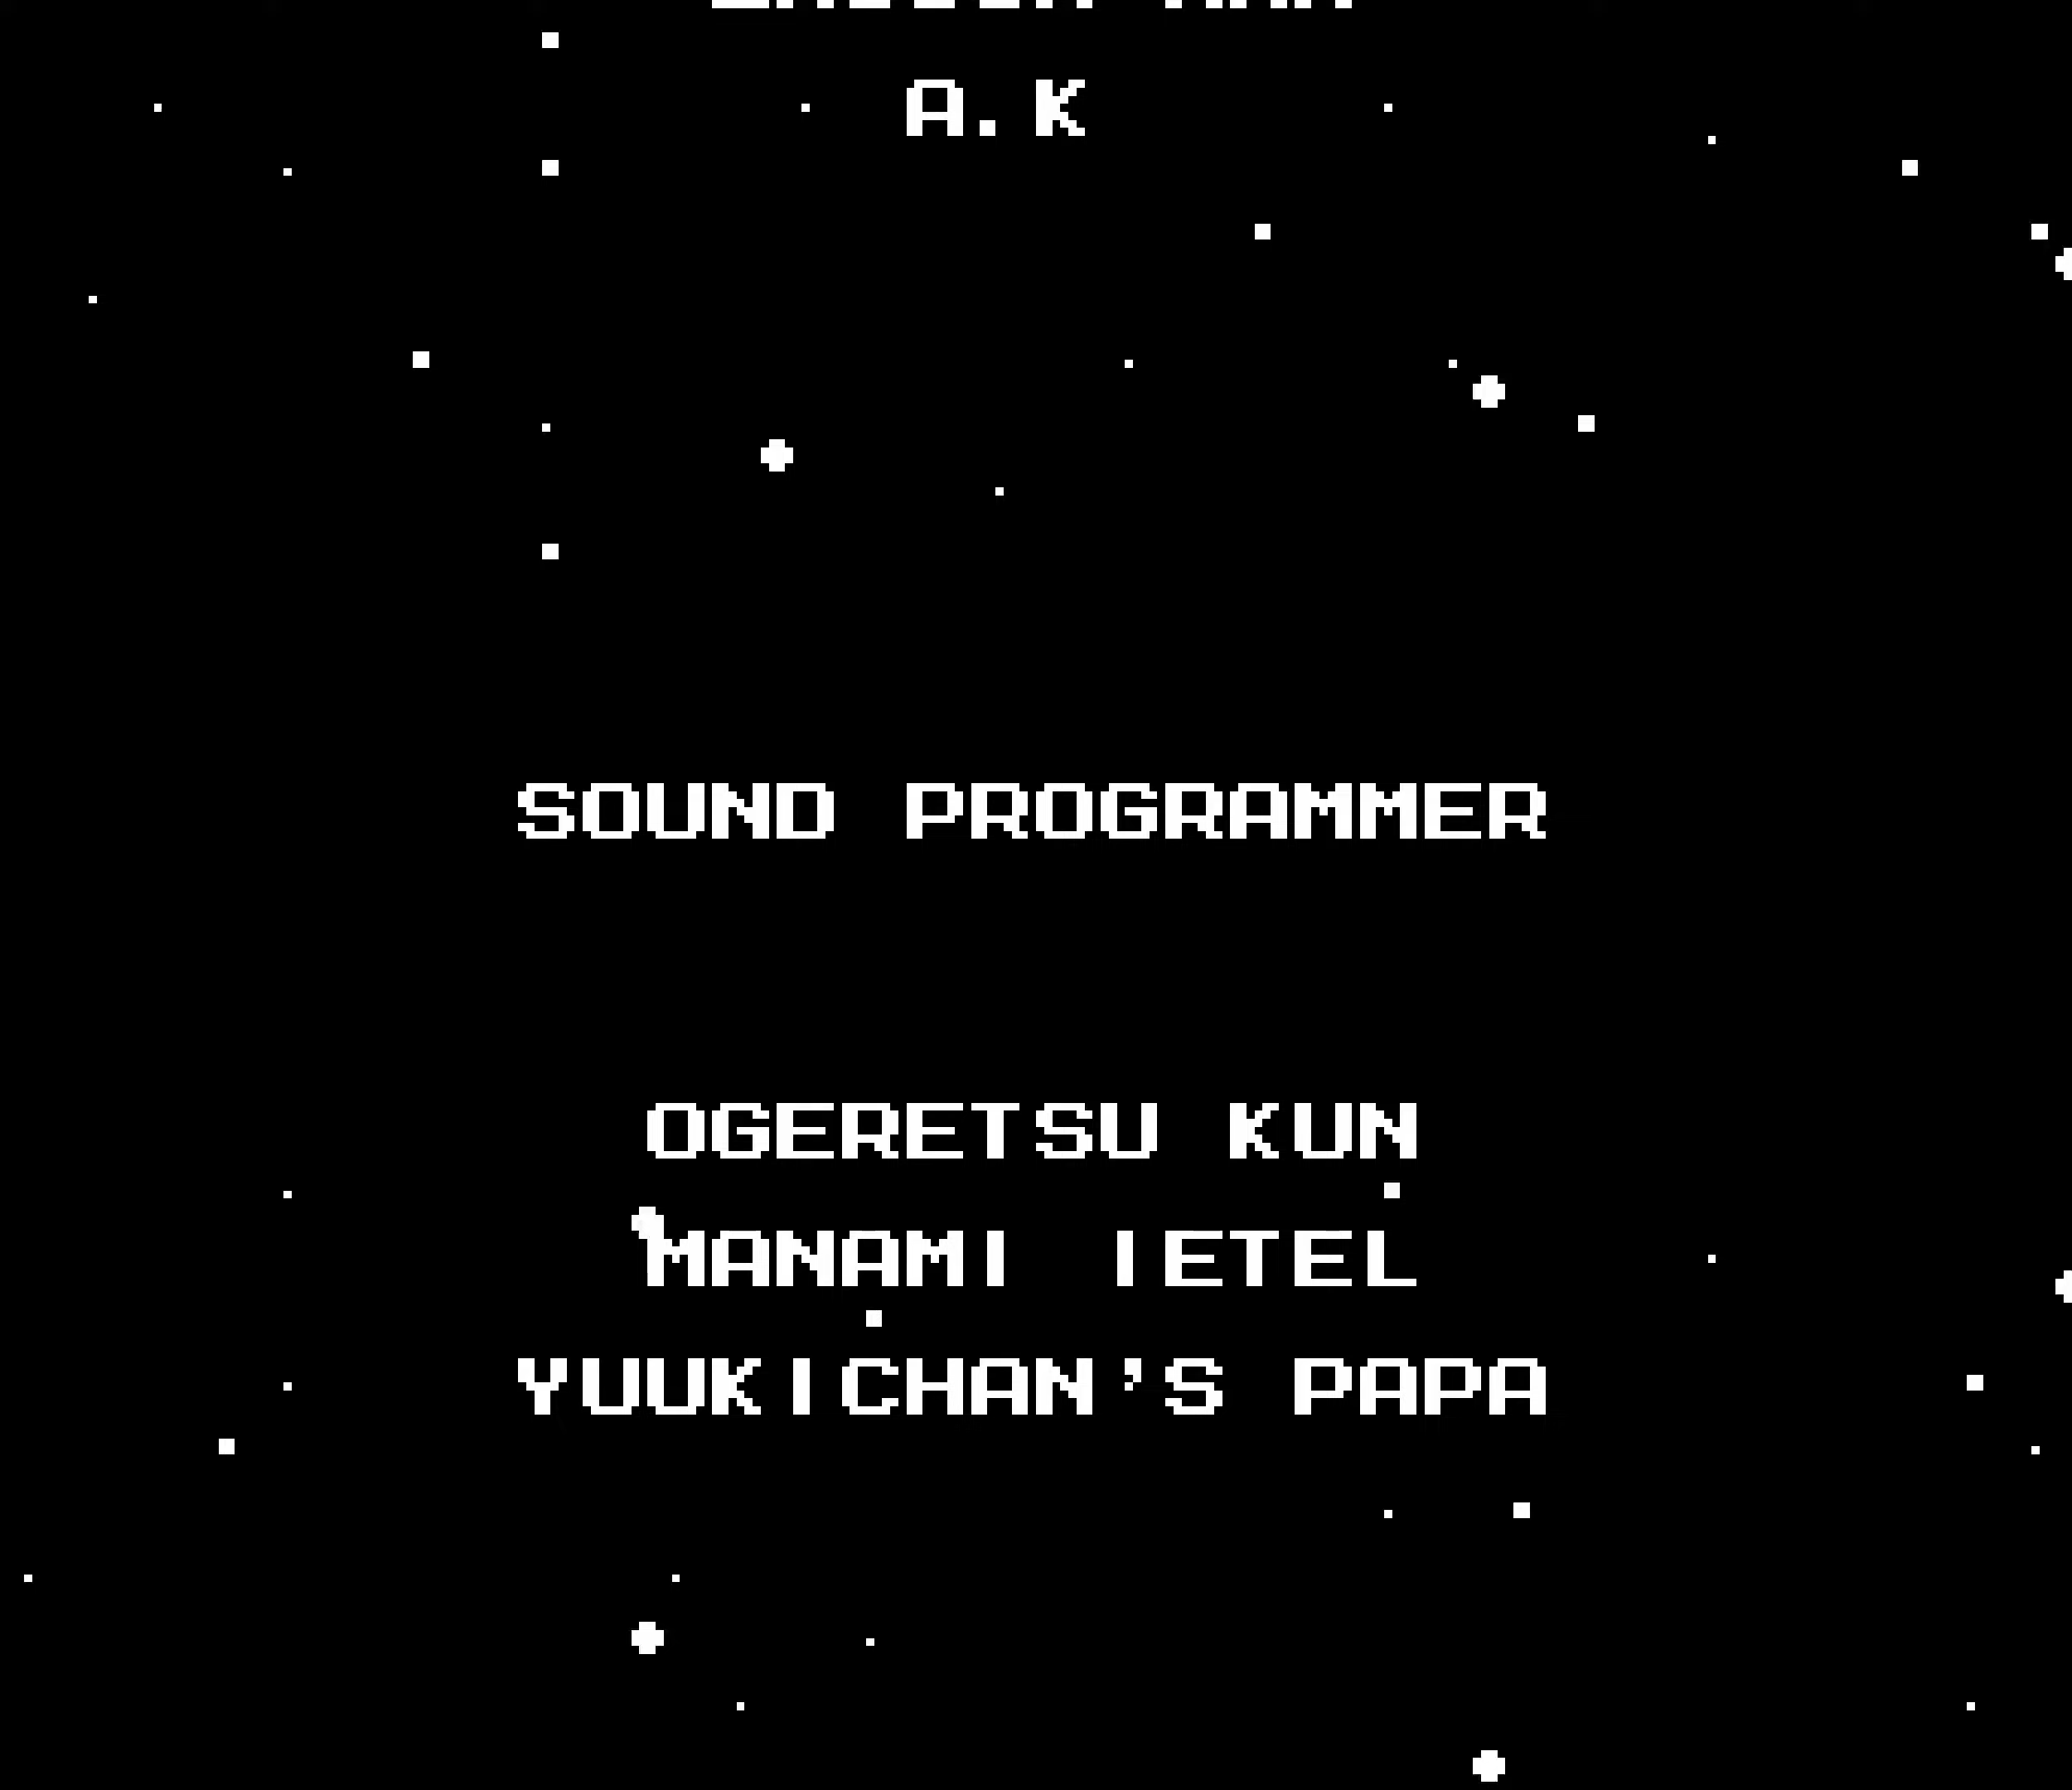 A.K
SOUND PROGRAMMER
OGERETSU KUN
MANAMI IETEL
YUUKICHAN'S PAPA